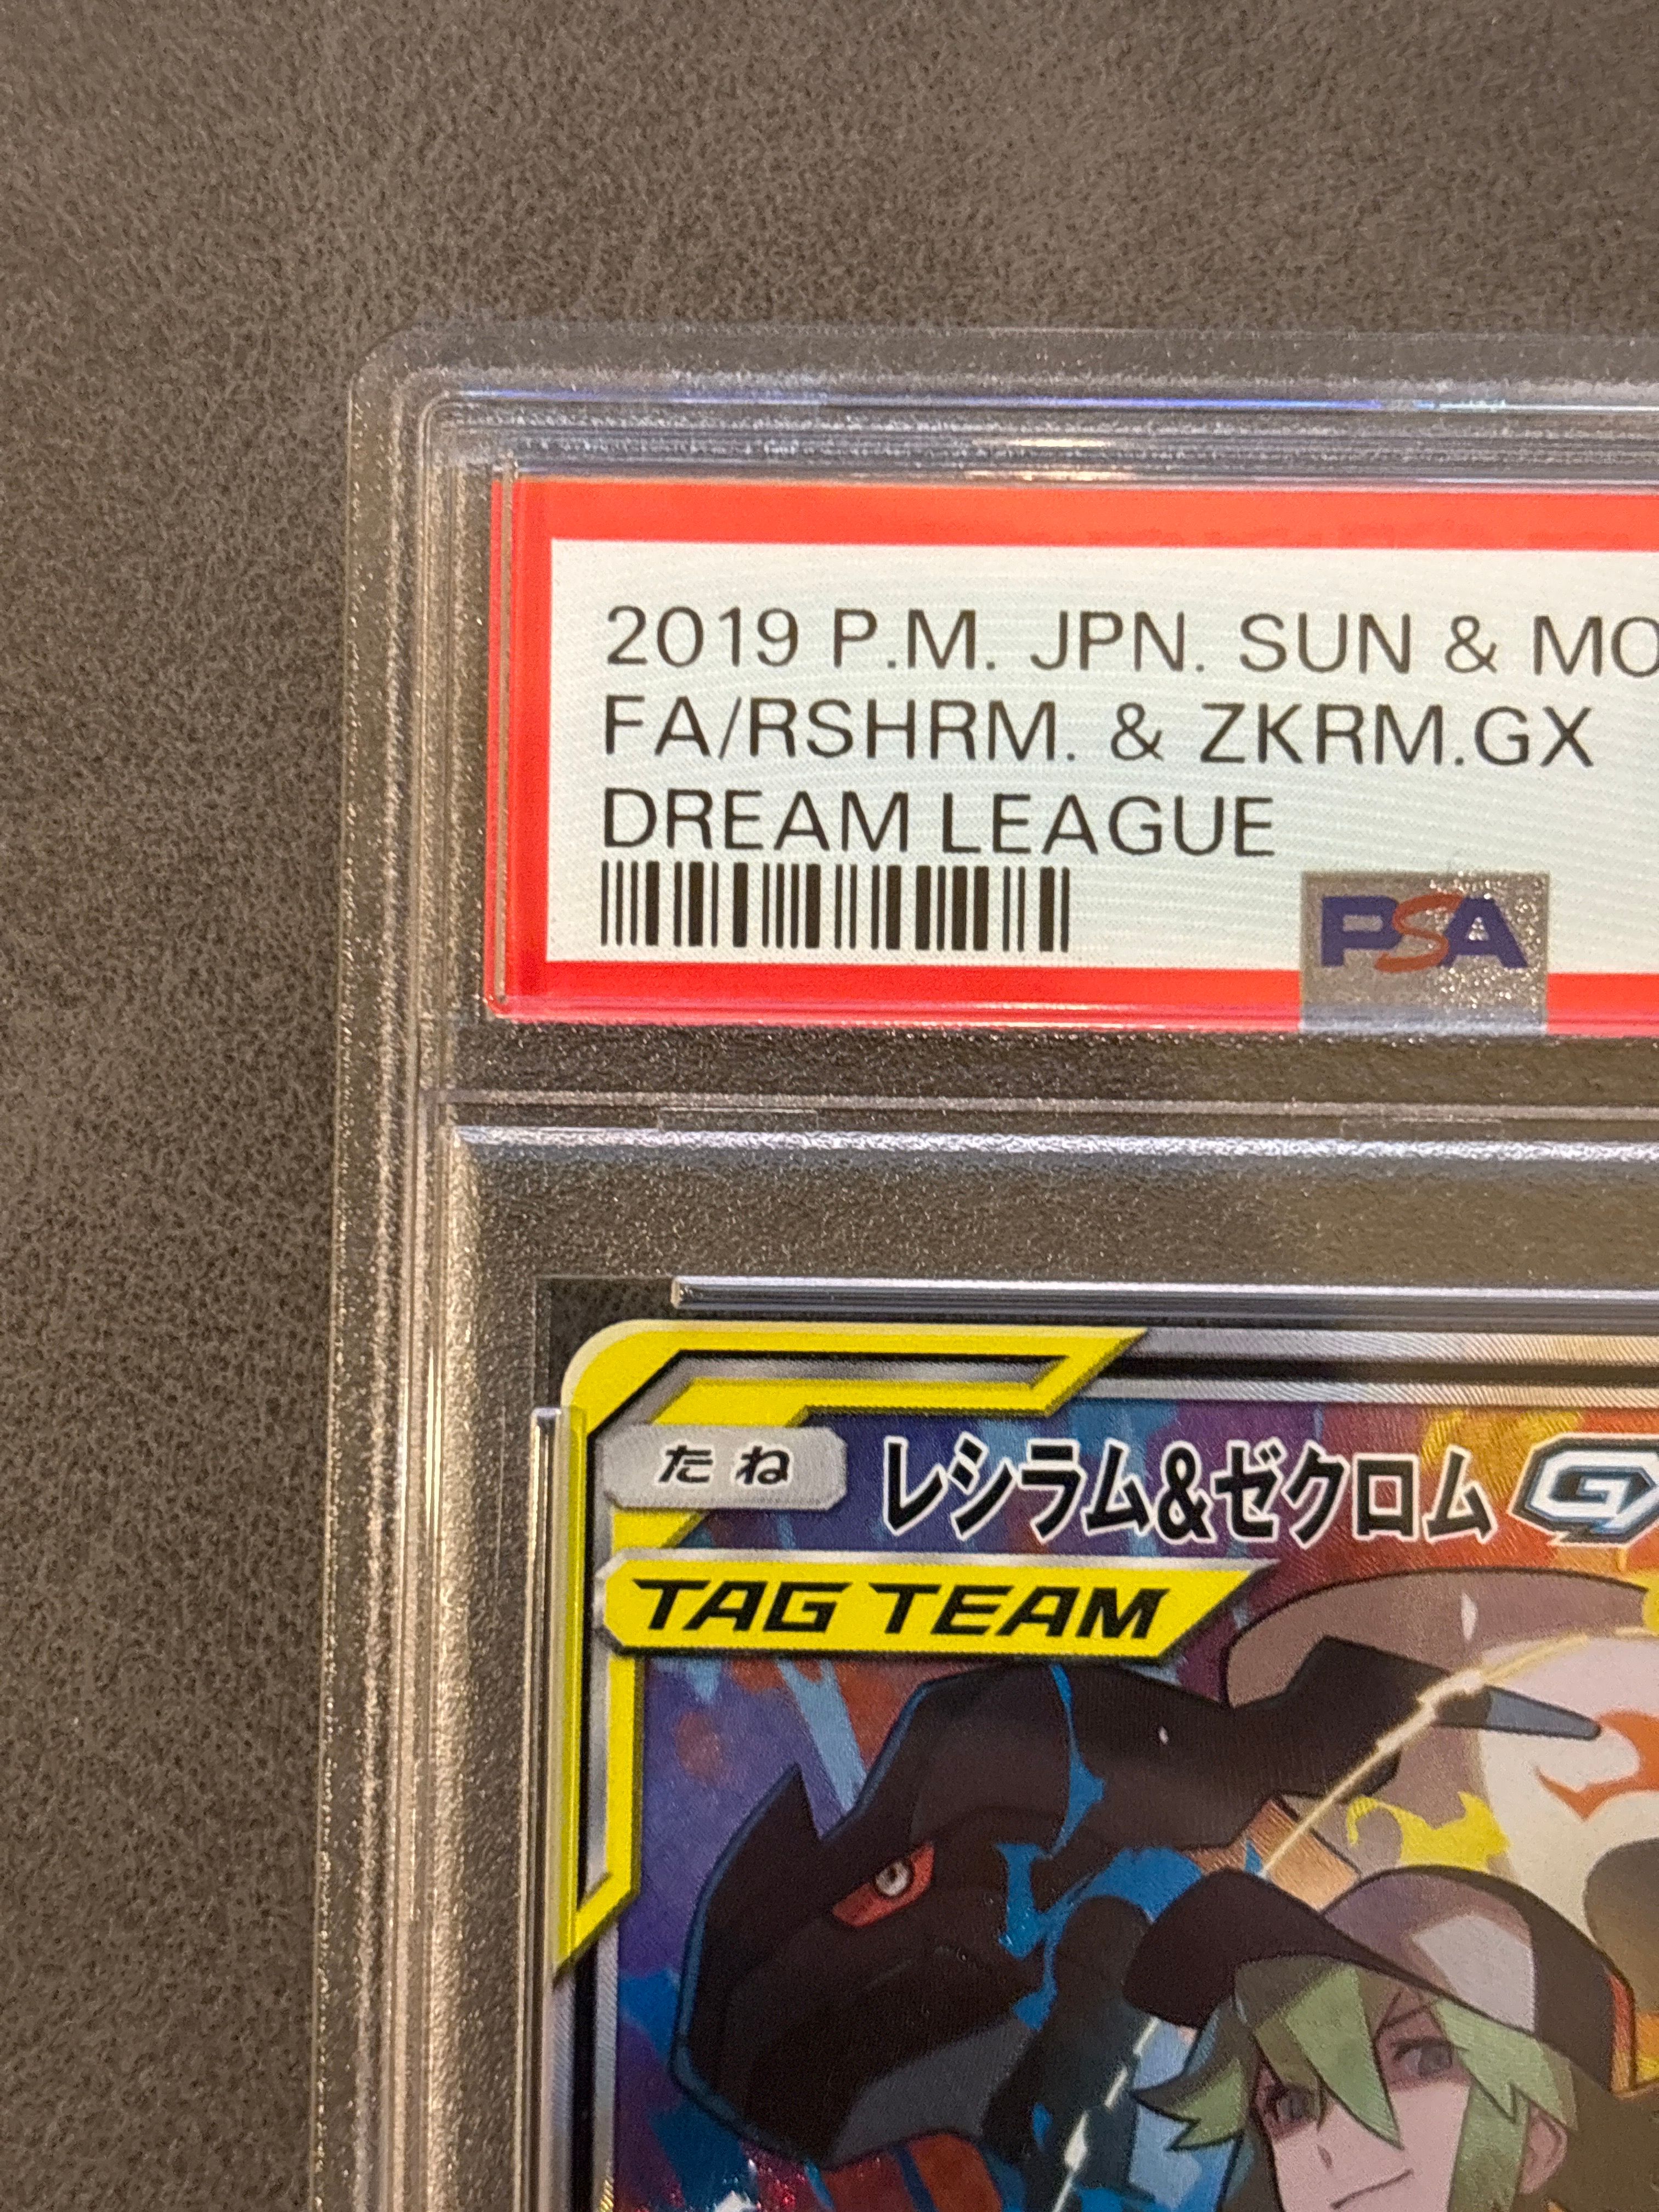 2019 P.M. JPN. SUN & MO
FA/RSHRM. & ZKRM.GX
DREAM LEAGUE
PSA
たね レシラム&ゼクロム GX
TAG TEAM